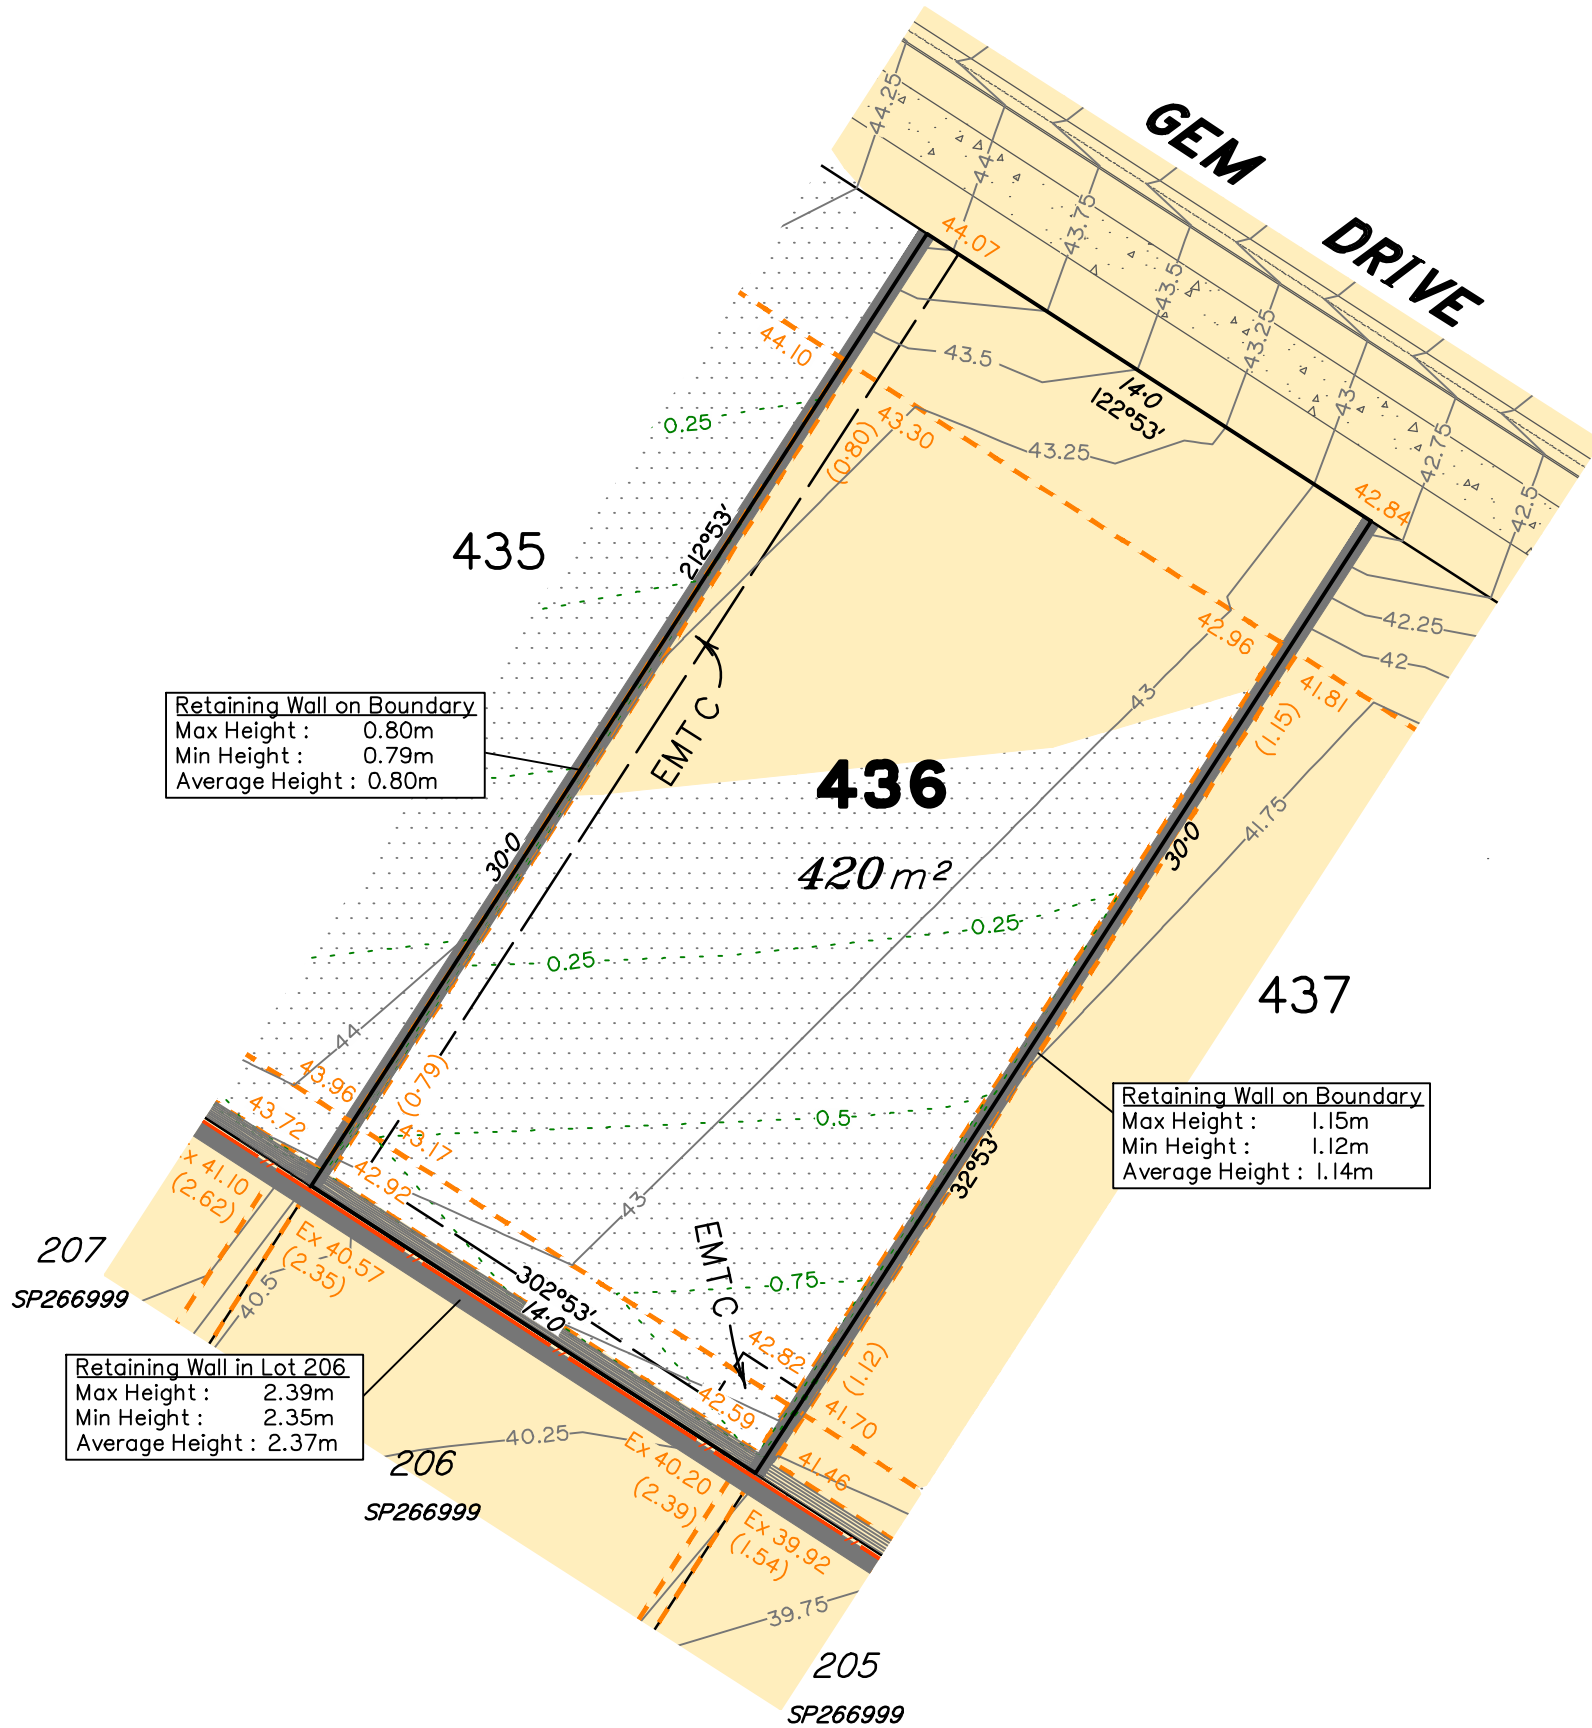 GEM DRIVE
44.25
44
43.75
43.5
43.25
43
42.75
42.5
44.07
44.10
43.5
14·0
122°53'
0.25
43.30
(0·80)
43.25
42.84
212°53'
435
42.25
42
42.96
41.81
(1.15)
43
EMT C
Retaining Wall on Boundary
Max Height : 0.80m
Min Height : 0.79m
Average Height : 0.80m
436
420 m²
41.75
30·0
30·0
0.25
0.25
437
44
43.96
(0·79)
43.72
43.17
42.92
0.5
Retaining Wall on Boundary
Max Height : 1.15m
Min Height : 1.12m
Average Height : 1.14m
32°53'
x 41.10
(2.62)
43
EMT C
207
SP266999
40.5
Ex 40.57
(2.35)
302°53'
14·0
0.75
42.82
(1.12)
42.59
41.70
41.46
Retaining Wall in Lot 206
Max Height : 2.39m
Min Height : 2.35m
Average Height : 2.37m
40.25
206
SP266999
Ex 40.20
(2.39)
Ex 39.92
(1.54)
39.75
205
SP266999